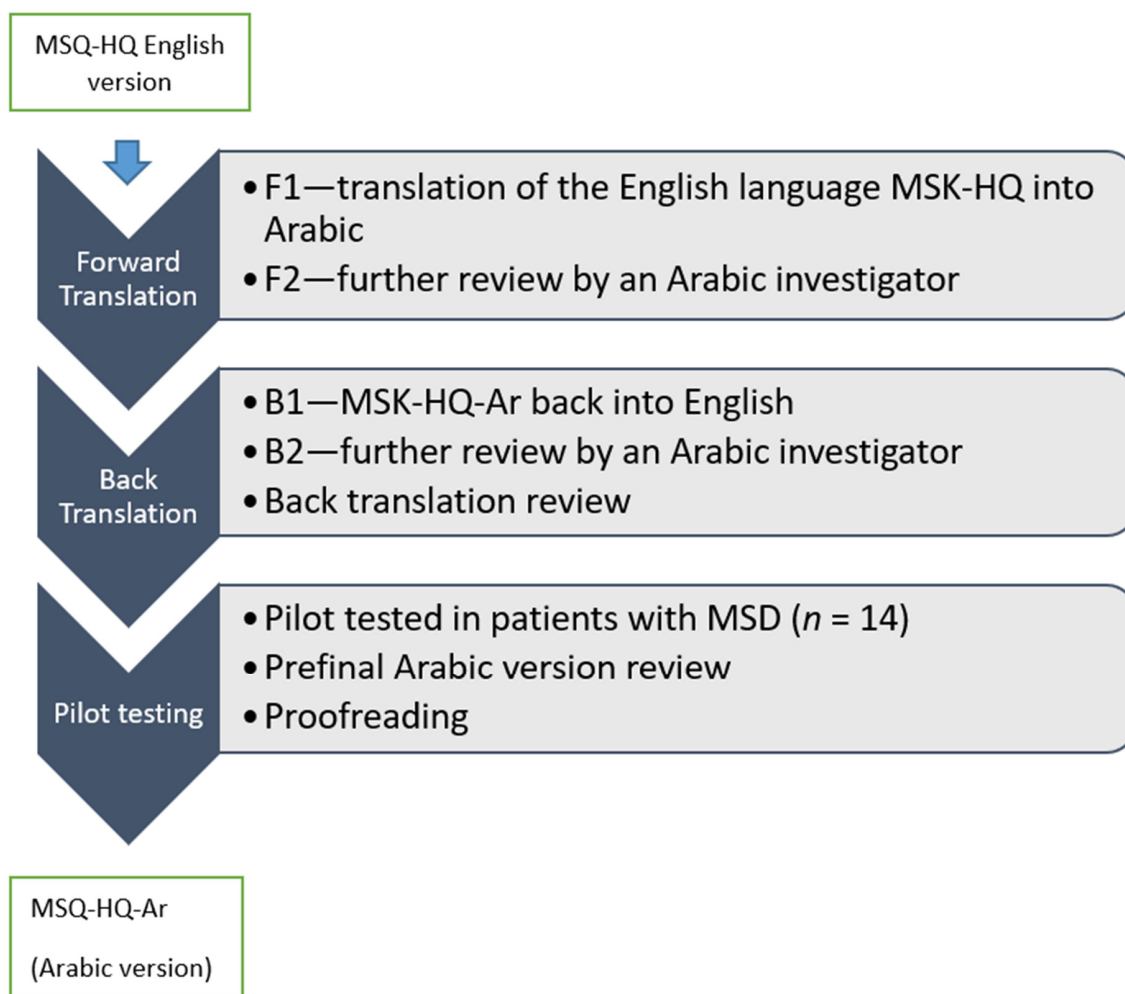 MSQ-HQ English
version
Forward
Translation
•F1—translation of the English language MSK-HQ into
Arabic
•F2—further review by an Arabic investigator
Back
Translation
•B1—MSK-HQ-Ar back into English
•B2—further review by an Arabic investigator
•Back translation review
Pilot testing
•Pilot tested in patients with MSD (n = 14)
•Prefinal Arabic version review
•Proofreading
MSQ-HQ-Ar
(Arabic version)